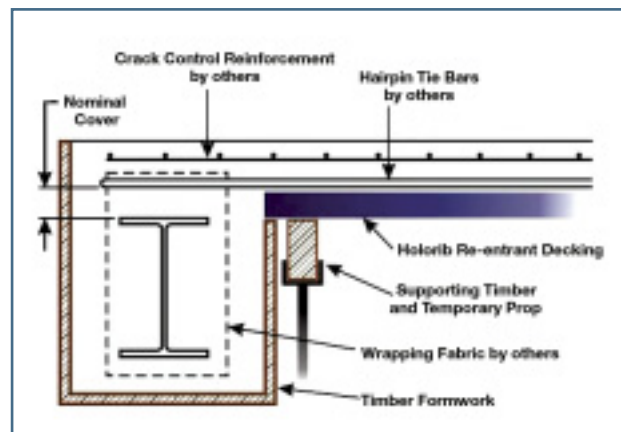 Crack Control Reinforcement
by others
Hairpin Tie Bars
by others
Nominal
Cover
Holorib Re-entrant Decking
Supporting Timber
and Temporary Prop
Wrapping Fabric by others
Timber Formwork